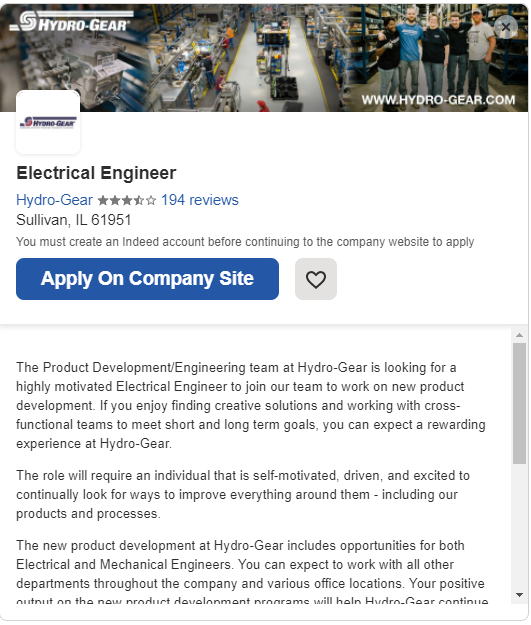 HYDRO-GEAR
WWW.HYDRO-GEAR.COM
HYDRO-GEAR
Electrical Engineer
Hydro-Gear 194 reviews
Sullivan, IL 61951
You must create an Indeed account before continuing to the company website to apply
Apply On Company Site
The Product Development/Engineering team at Hydro-Gear is looking for a
highly motivated Electrical Engineer to join our team to work on new product
development. If you enjoy finding creative solutions and working with cross-
functional teams to meet short and long term goals, you can expect a rewarding
experience at Hydro-Gear.
The role will require an individual that is self-motivated, driven, and excited to
continually look for ways to improve everything around them - including our
products and processes.
The new product development at Hydro-Gear includes opportunities for both
Electrical and Mechanical Engineers. You can expect to work with all other
departments throughout the company and various office locations. Your positive
output on the new product development programs will help Hydro-Gear continue